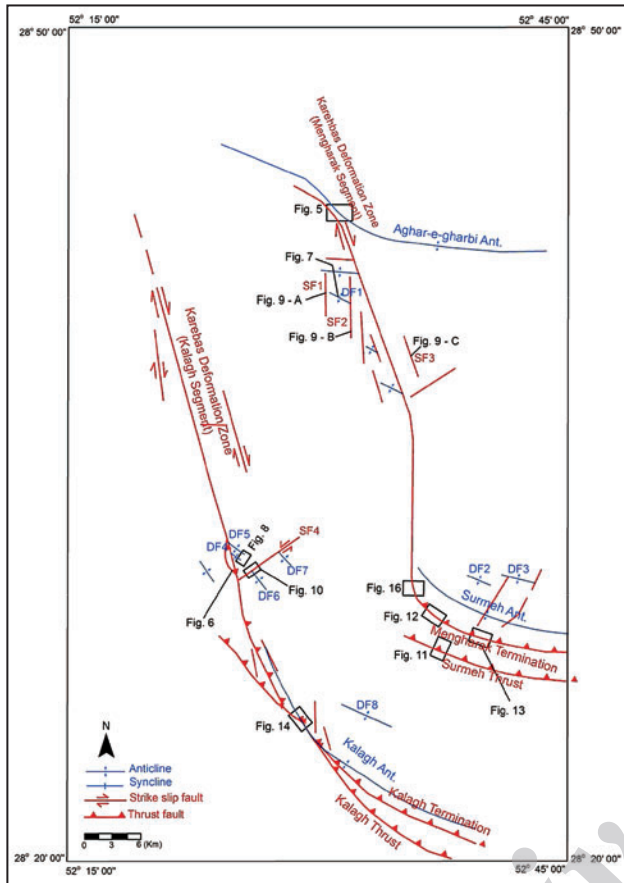 52° 15' 00"
52° 45' 00"
28° 50' 00"
28° 50' 00"
Karehbas Deformation Zone
(Mengharak Segment)
Fig. 5
Aghar-e-gharbi Ant.
Fig. 7
SF1
DF1
Fig. 9 - A
SF2
Fig. 9 - B
Fig. 9 - C
SF3
Karebas Deformation Zone
(Kalagh Segment)
SF4
DF5
Fig. 8
DF4
DF7
Fig. 10
DF6
Fig. 6
DF2
DF3
Fig. 16
Surmeh Ant.
Fig. 12
Mengharak Termination
Fig. 11
Surmeh Thrust
Fig. 13
DF8
Fig. 14
Kalagh Ant.
Kalagh Termination
Kalagh Thrust
N
Anticline
Syncline
Strike slip fault
Thrust fault
0 3 6 (Km)
28° 20' 00"
28° 20' 00"
52° 15' 00"
52° 45' 00"